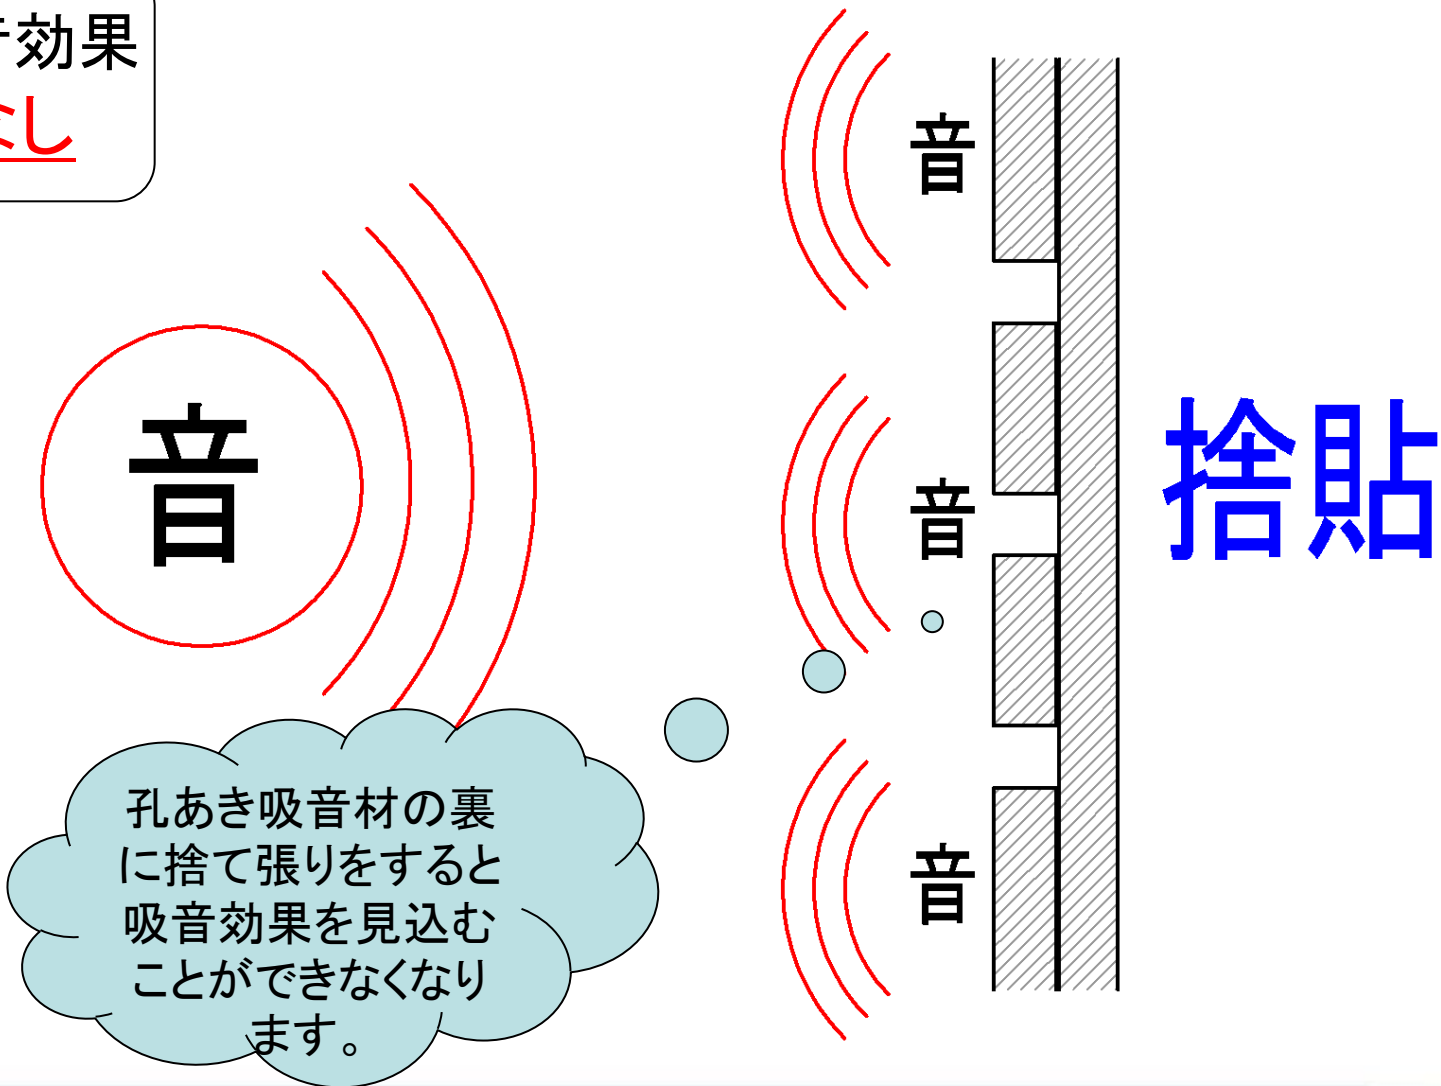 効果
なし
音
音
音
音
捨貼
孔あき吸音材の裏
に捨て張りをすると
吸音効果を見込む
ことができなくなり
ます。